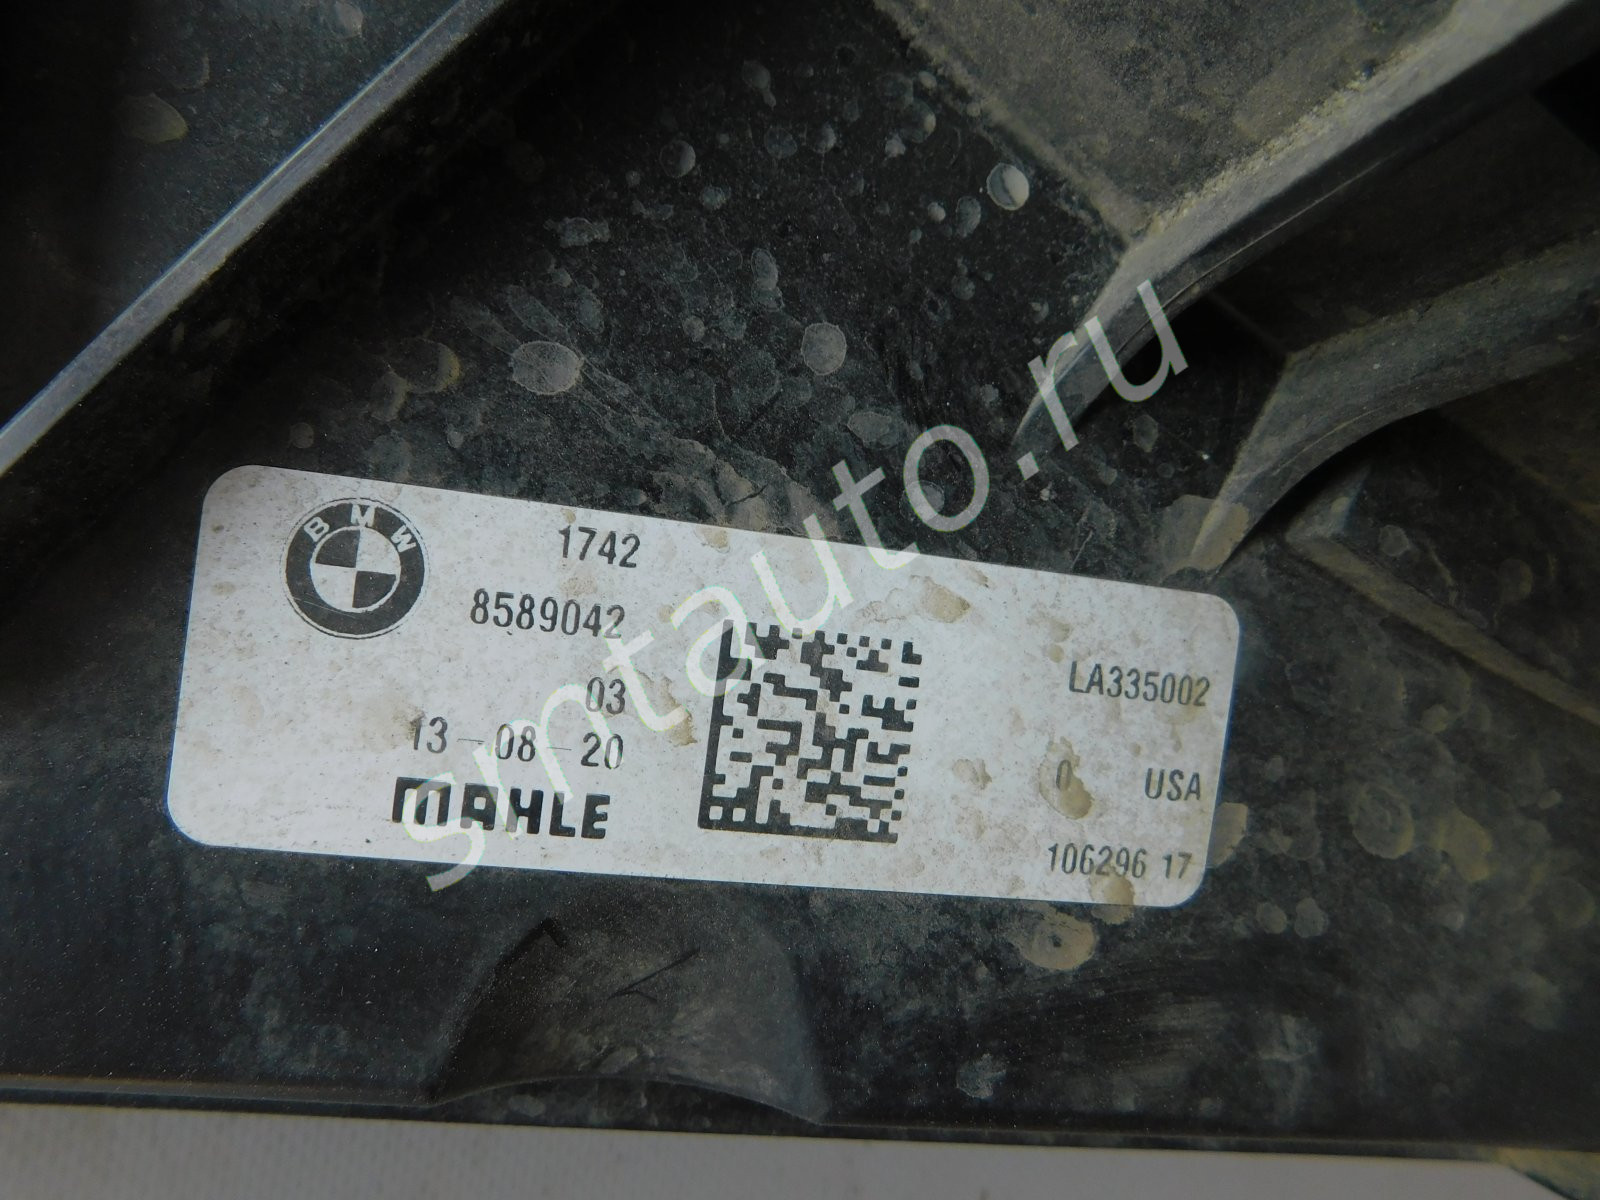 BMW
1742
8589042
03
13-08-20
MAHLE
LA335002
0 USA
106296 17
smtauto.ru